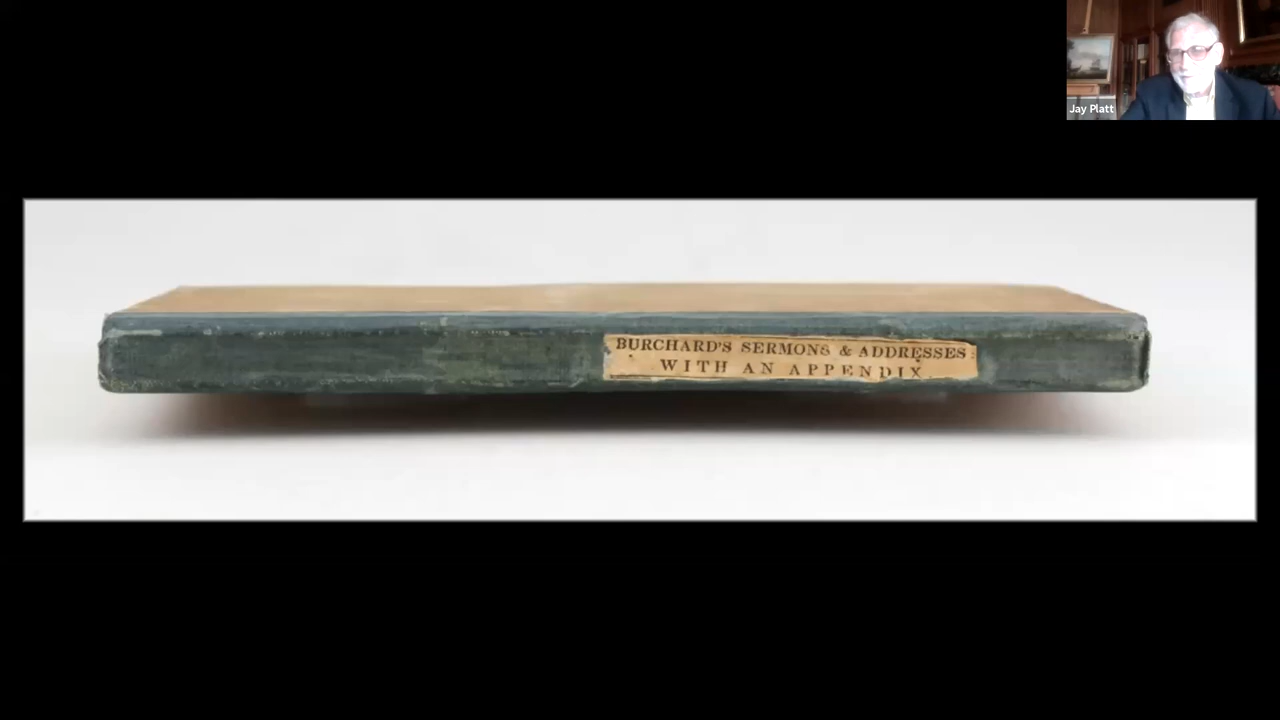 Jay Platt
BURCHARD'S SERMONS & ADDRESSES
WITH AN APPENDIX